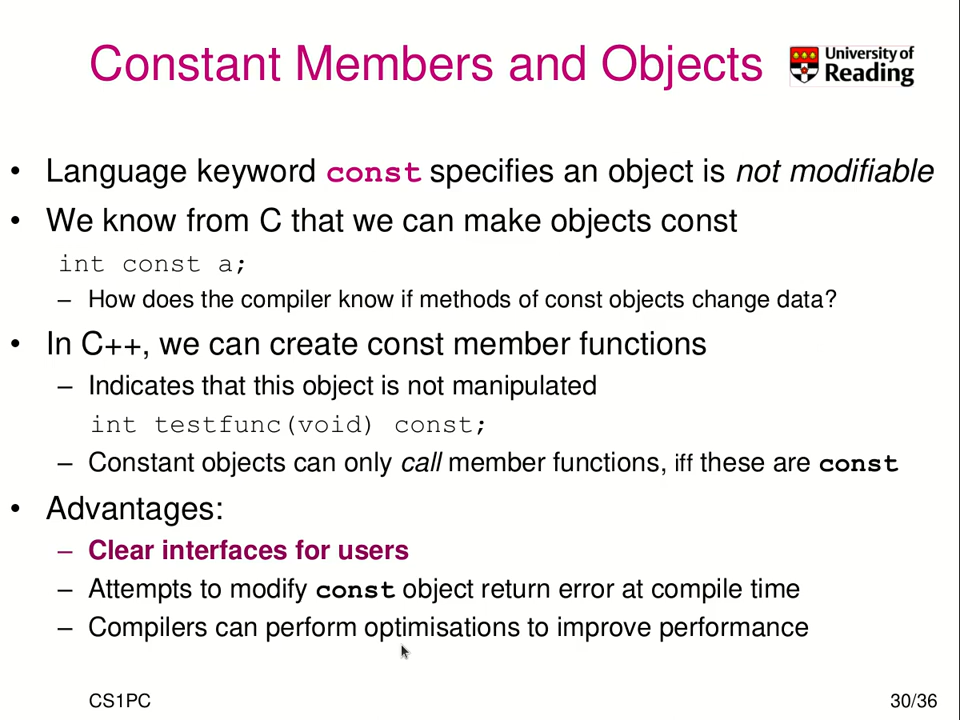 Constant Members and Objects
University of
Reading
• Language keyword const specifies an object is not modifiable
• We know from C that we can make objects const
int const a;
– How does the compiler know if methods of const objects change data?
• In C++, we can create const member functions
– Indicates that this object is not manipulated
int testfunc(void) const;
– Constant objects can only call member functions, iff these are const
• Advantages:
– Clear interfaces for users
– Attempts to modify const object return error at compile time
– Compilers can perform optimisations to improve performance
CS1PC
30/36